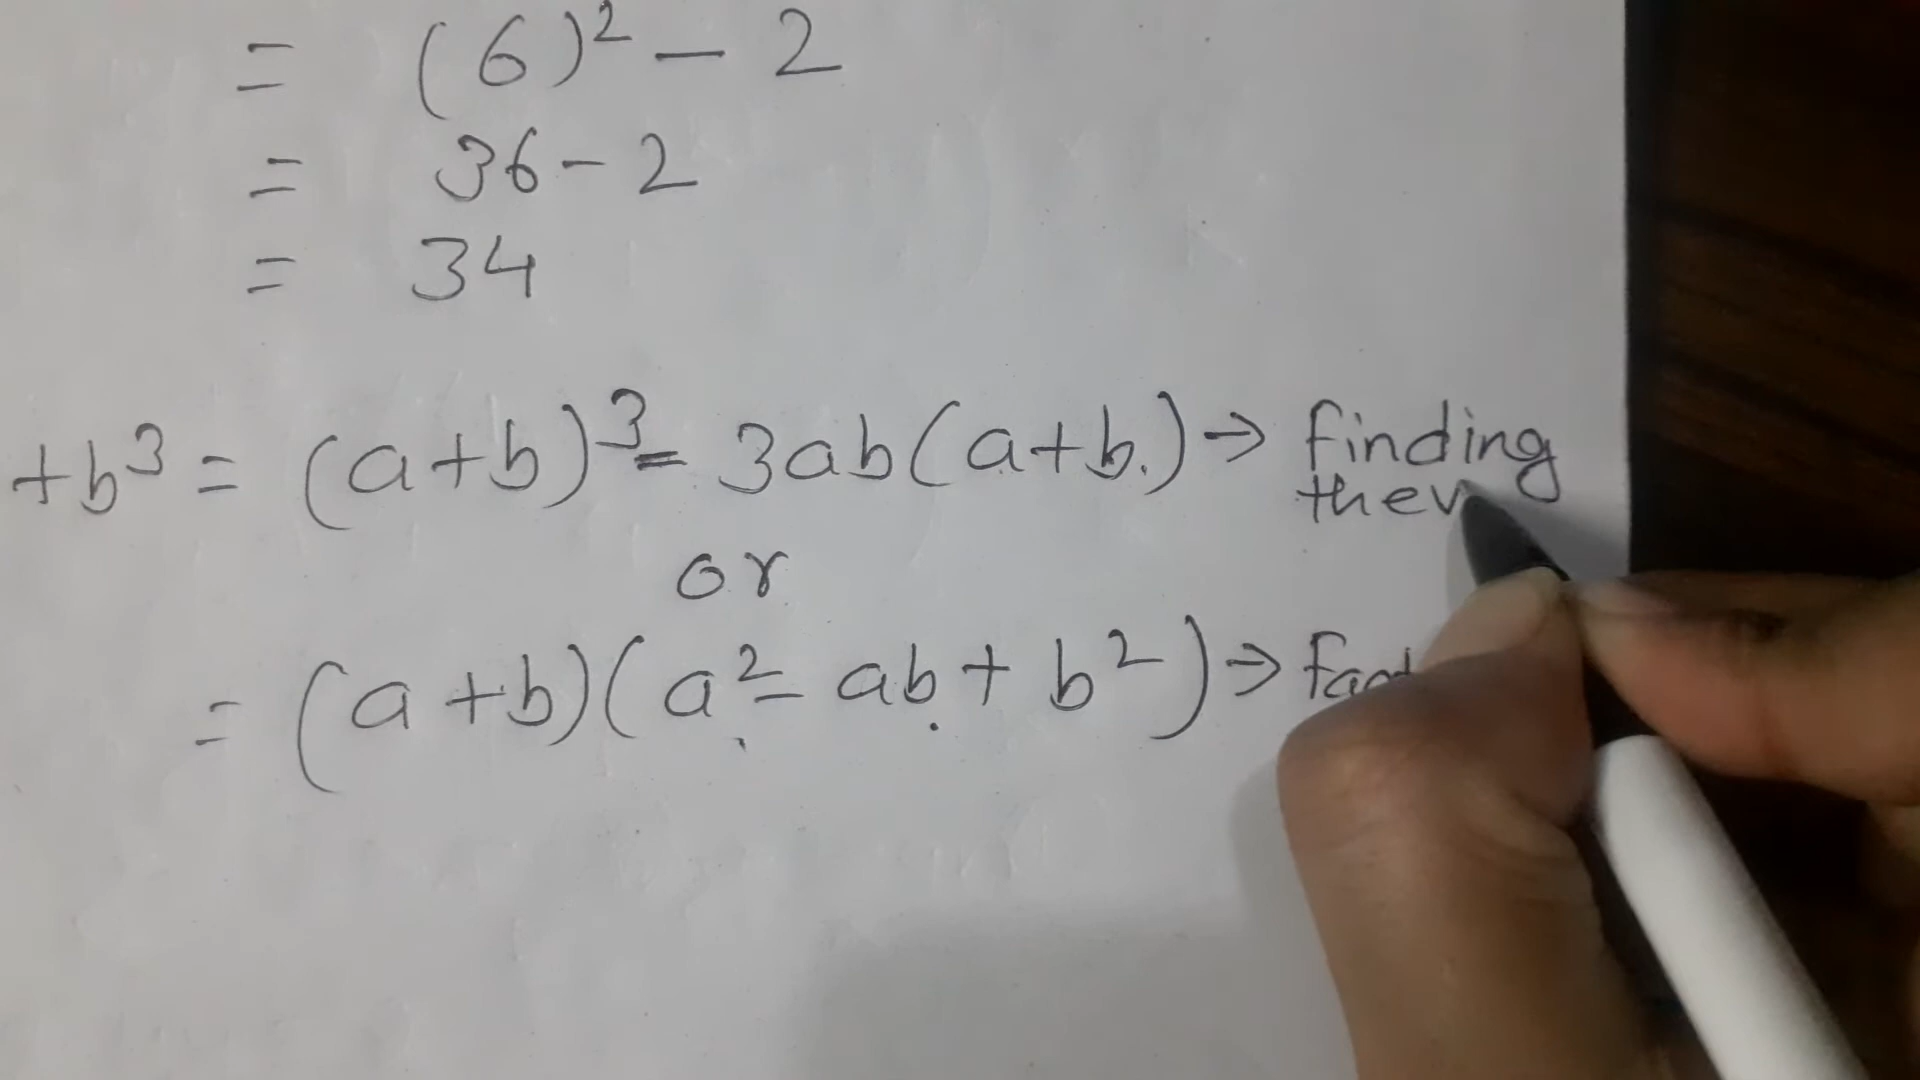 = (6)² − 2
= 36 − 2
= 34
+b³ = (a+b)³ = 3ab(a+b) → finding
the v
or
= (a+b)(a² − ab + b²) →